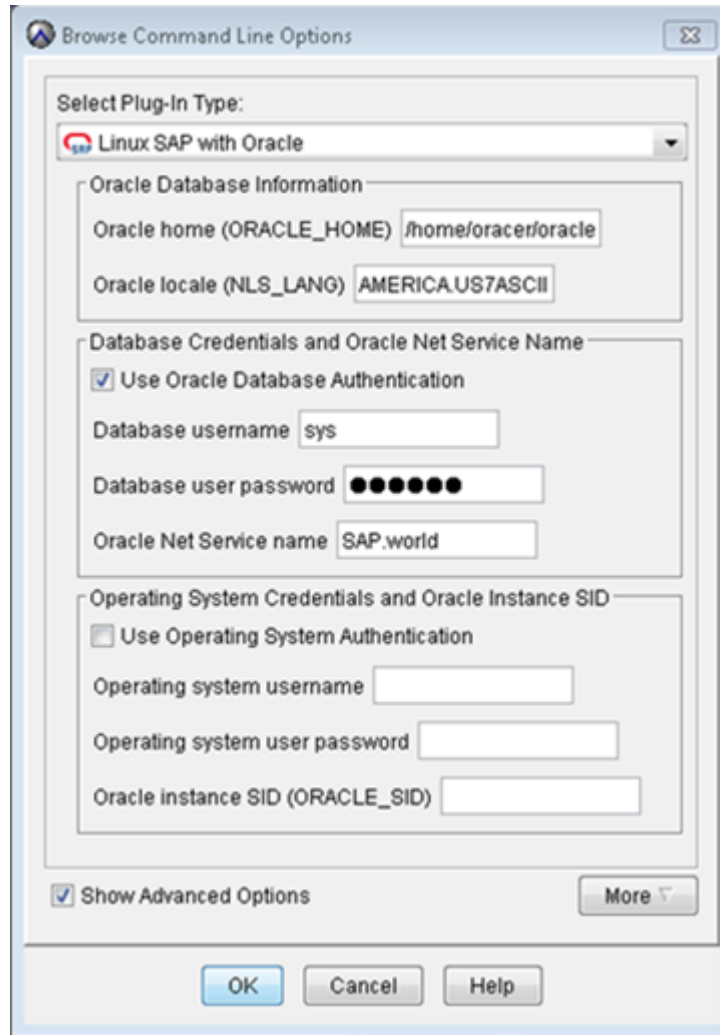 Browse Command Line Options
Select Plug-In Type:
SAP Linux SAP with Oracle
Oracle Database Information
Oracle home (ORACLE_HOME) /home/oracer/oracle
Oracle locale (NLS_LANG) AMERICA.US7ASCII
Database Credentials and Oracle Net Service Name
Use Oracle Database Authentication
Database username sys
Database user password ●●●●●●
Oracle Net Service name SAP.world
Operating System Credentials and Oracle Instance SID
Use Operating System Authentication
Operating system username
Operating system user password
Oracle instance SID (ORACLE_SID)
Show Advanced Options More
OK Cancel Help